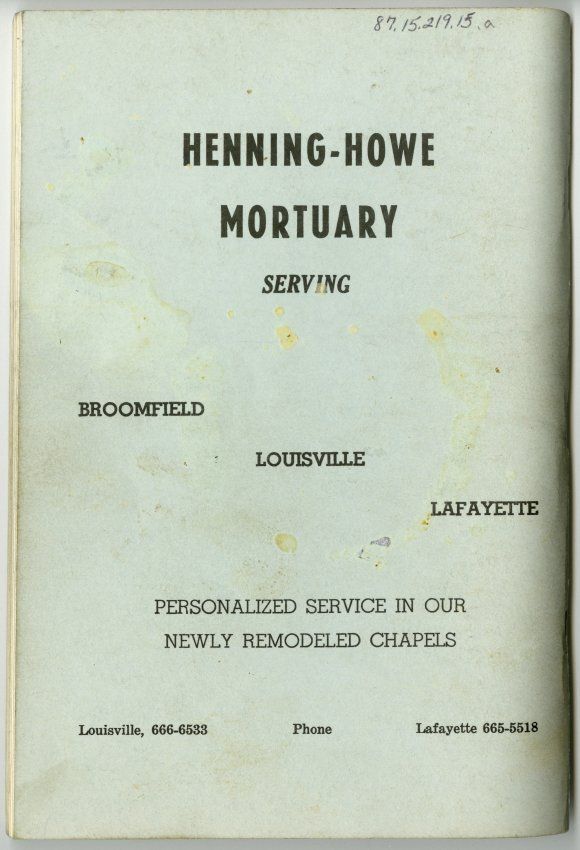 87.15.219.15.a
HENNING-HOWE
MORTUARY
SERVING
BROOMFIELD
LOUISVILLE
LAFAYETTE
PERSONALIZED SERVICE IN OUR
NEWLY REMODELED CHAPELS
Louisville, 666-6533 Phone Lafayette 665-5518